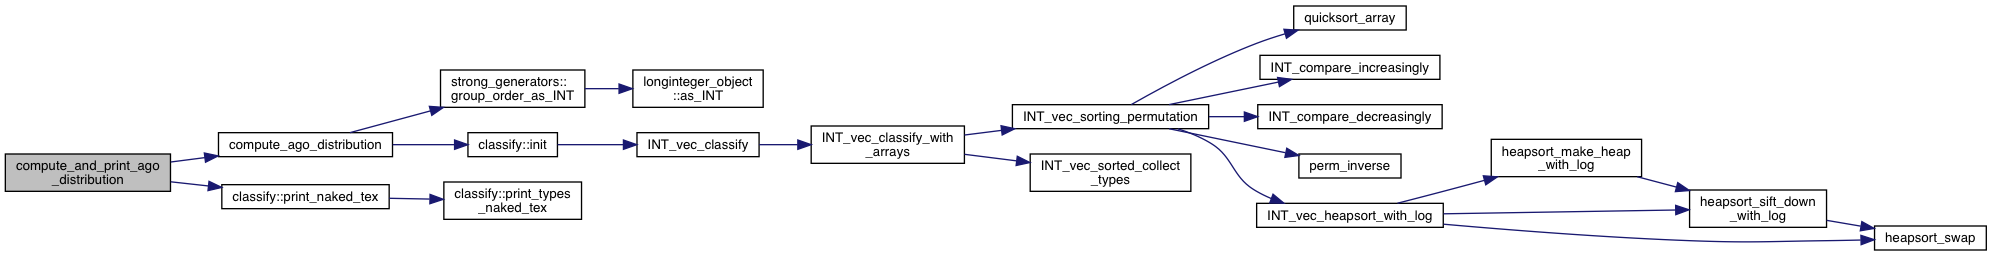 compute_and_print_ago
_distribution
compute_ago_distribution
classify::print_naked_tex
strong_generators::
group_order_as_INT
classify::init
classify::print_types
_naked_tex
longinteger_object
::as_INT
INT_vec_classify
INT_vec_classify_with
_arrays
INT_vec_sorting_permutation
INT_vec_sorted_collect
_types
quicksort_array
INT_compare_increasingly
INT_compare_decreasingly
perm_inverse
INT_vec_heapsort_with_log
heapsort_make_heap
_with_log
heapsort_sift_down
_with_log
heapsort_swap